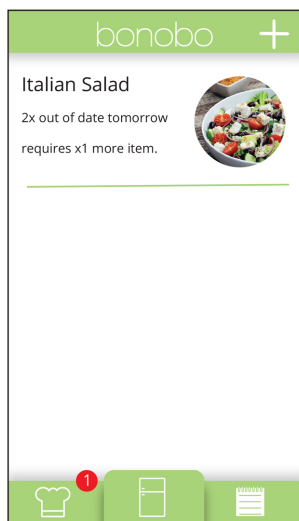 bonobo
Italian Salad
2x out of date tomorrow
requires x1 more item.
1